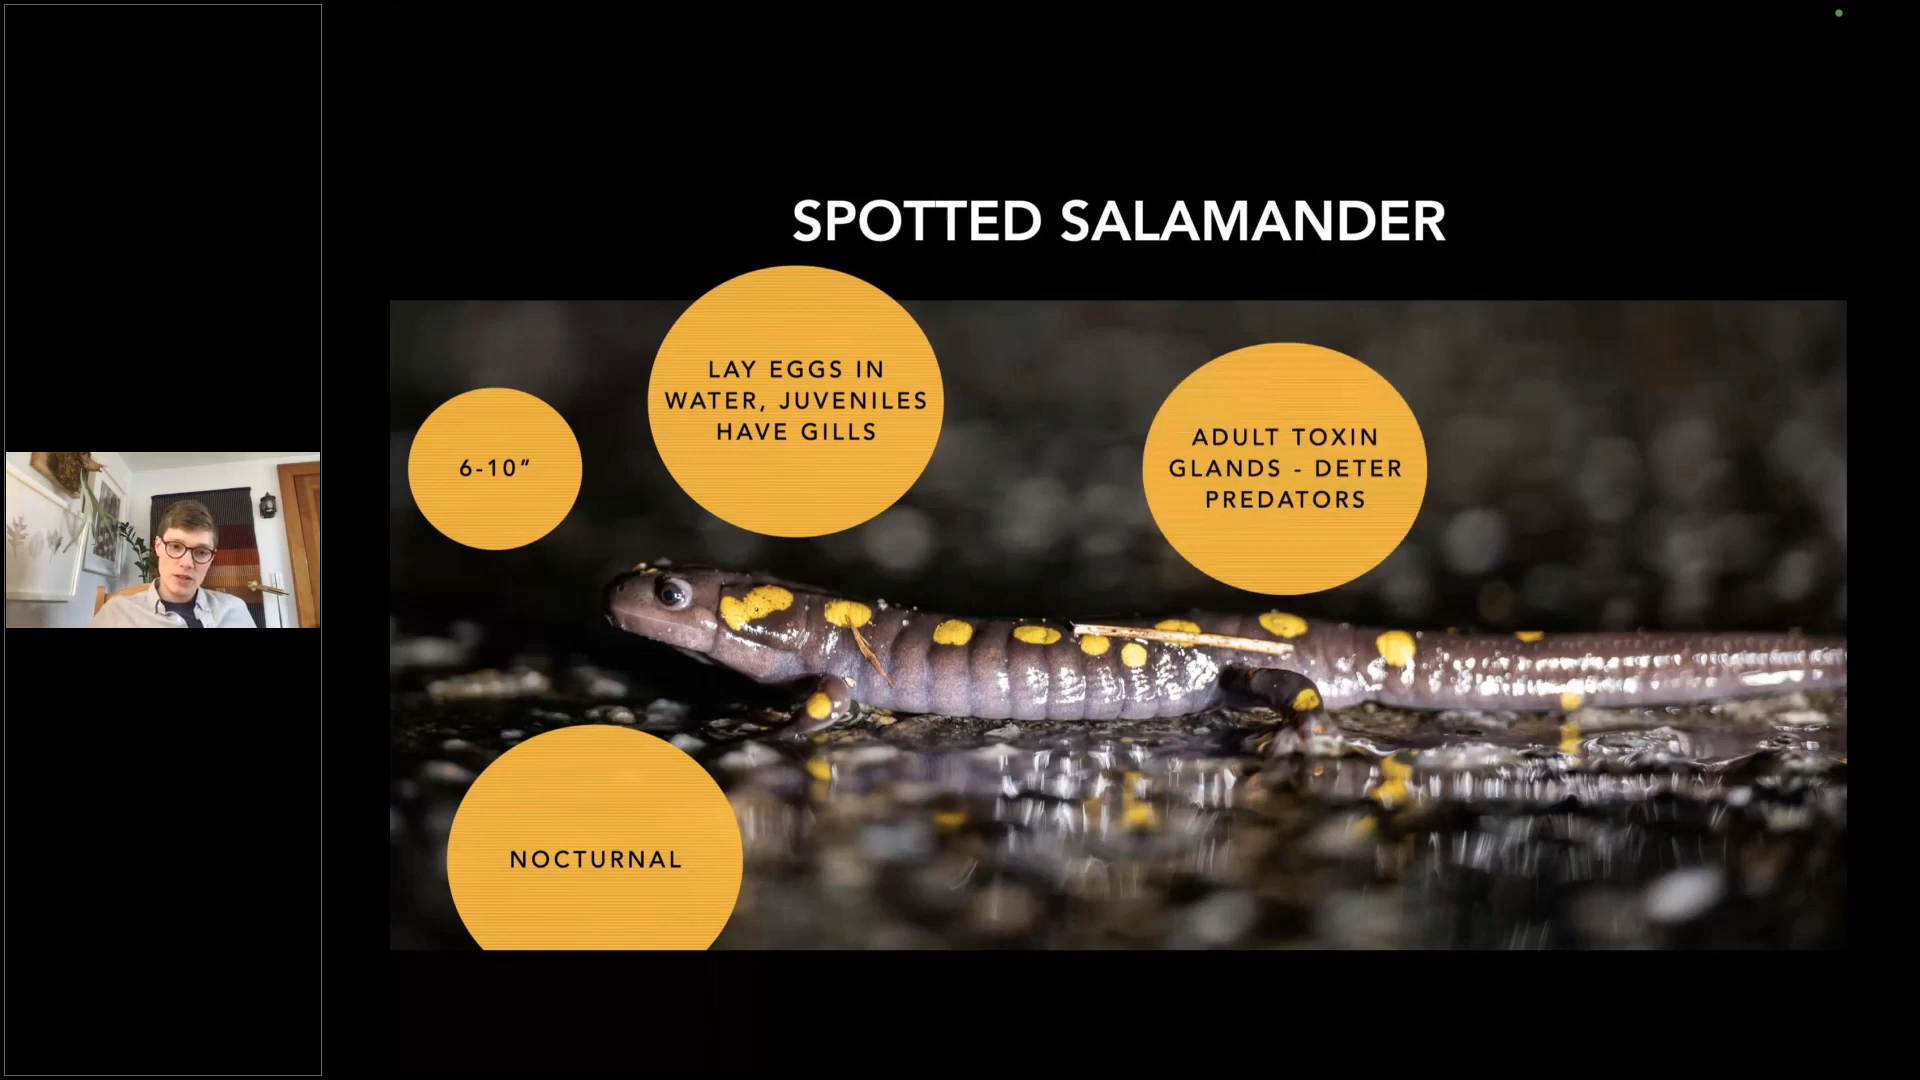 SPOTTED SALAMANDER
6-10”
LAY EGGS IN
WATER, JUVENILES
HAVE GILLS
ADULT TOXIN
GLANDS - DETER
PREDATORS
NOCTURNAL